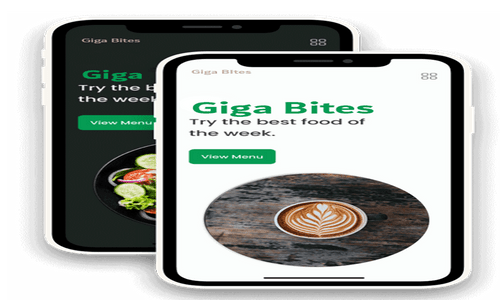 Giga Bites
Giga
Try the b
the week
View Menu
Giga Bites
Giga Bites
Try the best food of
the week.
View Menu